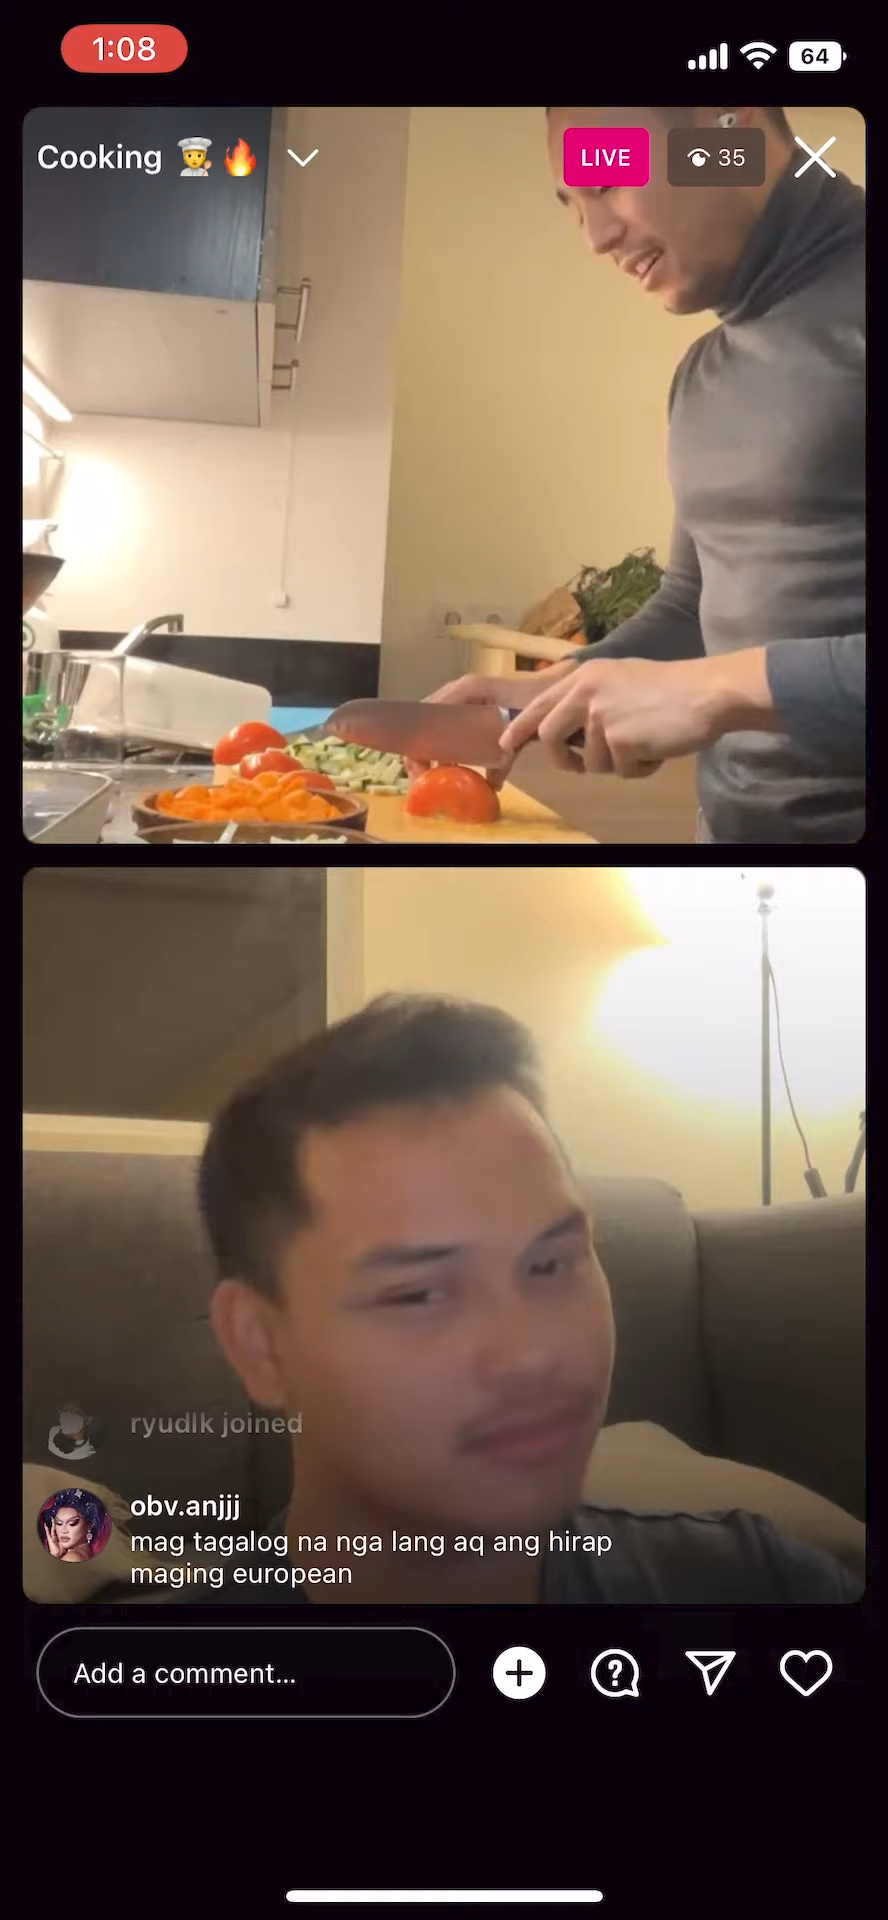 1:08
64
Cooking 🧑‍🍳🔥
LIVE
35
ryudlk joined
obv.anjjj
mag tagalog na nga lang aq ang hirap
maging european
Add a comment...